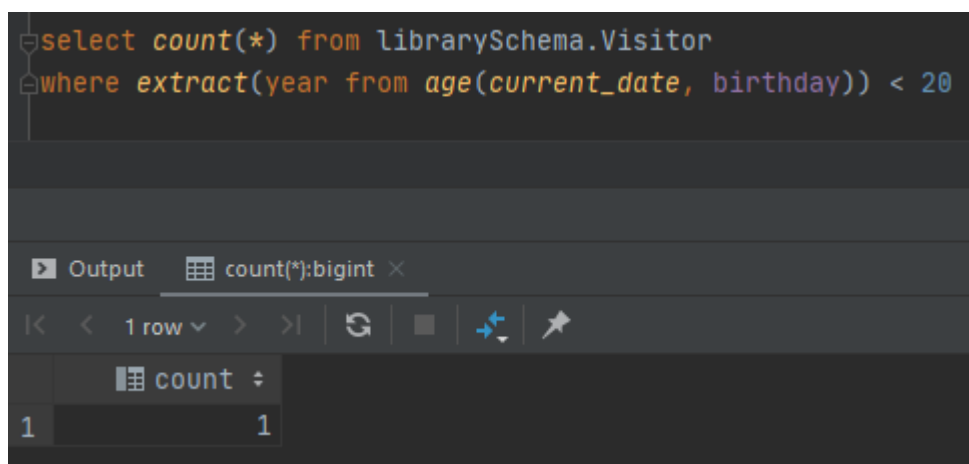 select count(*) from librarySchema.Visitor
where extract(year from age(current_date, birthday)) < 20
Output count(*):bigint
1 row
count
1 1